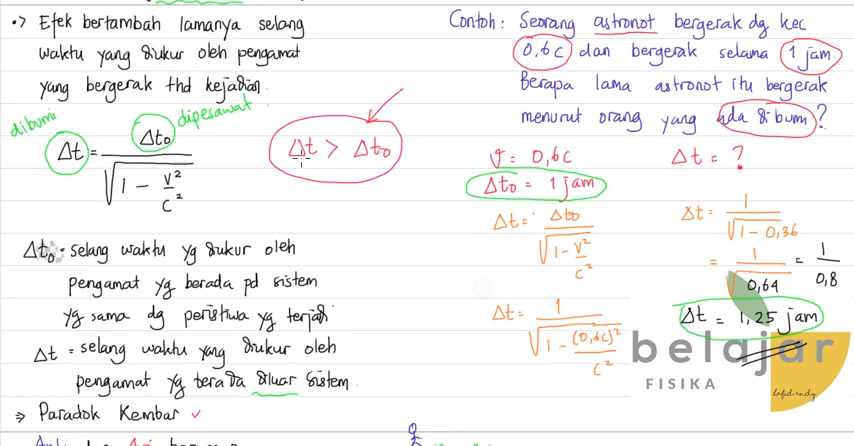 •> Efek bertambah lamanya selang
waktu yang diukur oleh pengamat
yang bergerak thd kejadian.
dibumi
dipesawat
Δt = Δt₀ / √(1 - v²/c²)
Δt > Δt₀
Δt₀ = selang waktu yg diukur oleh
pengamat yg berada pd sistem
yg sama dg peristiwa yg terjadi
Δt = selang waktu yang diukur oleh
pengamat yg berada diluar sistem.
⇒ Paradok Kembar ✓
Contoh: Seorang astronot bergerak dg kec
0,6c dan bergerak selama 1 jam.
Berapa lama astronot itu bergerak
menurut orang yang ada di bumi?
v = 0,6c
Δt₀ = 1 jam
Δt = Δt₀ / √(1 - v²/c²)
Δt = 1 / √(1 - (0,6c)²/c²)
Δt = ?
Δt = 1 / √(1 - 0,36)
= 1 / √0,64 = 1 / 0,8
Δt = 1,25 jam
belajar
FISIKA
hafid-endy